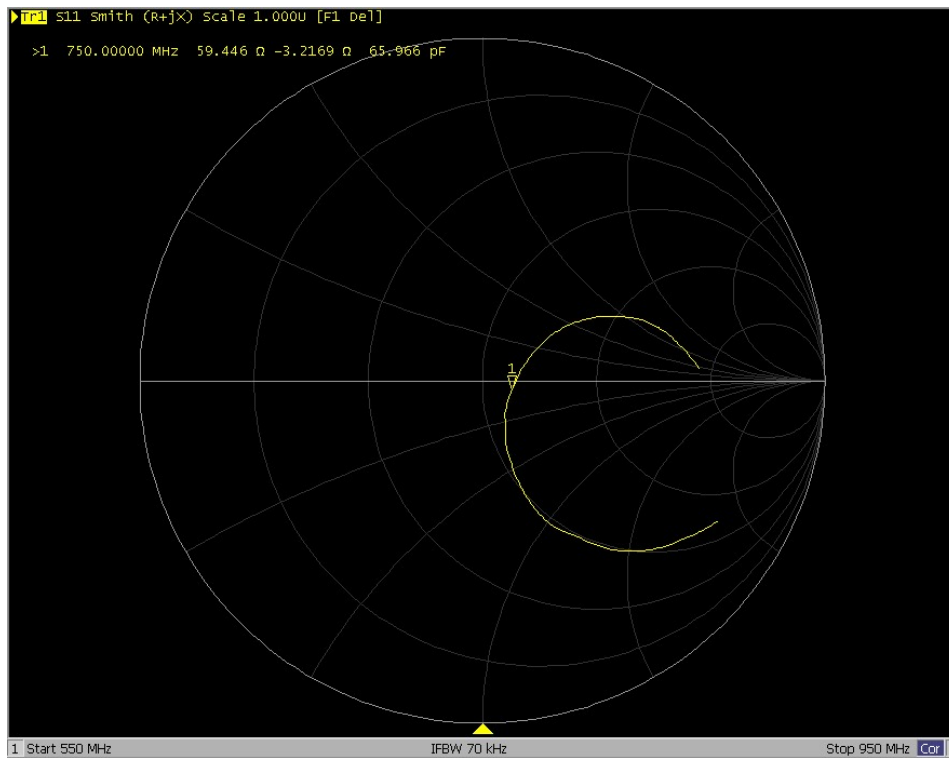 Tr1 S11 Smith (R+jX) Scale 1.000U [F1 Del]
>1 750.00000 MHz 59.446 Ω -3.2169 Ω 65.966 pF
1
1 Start 550 MHz IFBW 70 kHz Stop 950 MHz Cor